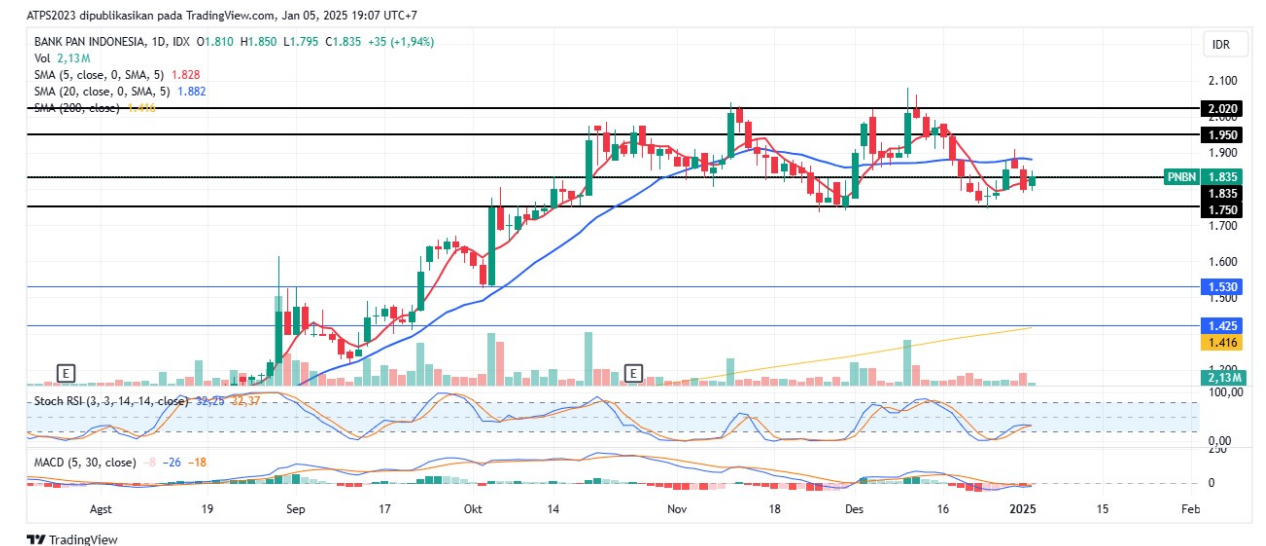 ATPS2023 dipublikasikan pada TradingView.com, Jan 05, 2025 19:07 UTC+7
BANK PAN INDONESIA, 1D, IDX O1.810 H1.850 L1.795 C1.835 +35 (+1,94%)
IDR
Vol 2,13M
SMA (5, close, 0, SMA, 5) 1.828
SMA (20, close, 0, SMA, 5) 1.882
SMA (200, close) 1.416
2.100
2.020
2.000
1.950
1.900
PNBN 1.835
1.835
1.750
1.700
1.600
1.530
1.500
1.425
1.416
1.300
2,13M
E
E
Stoch RSI (3, 3, 14, 14, close) 32,25 32,37
100,00
0,00
MACD (5, 30, close) −8 −26 −18
250
0
Agst 19 Sep 17 Okt 14 Nov 18 Des 16 2025 15 Feb
TradingView